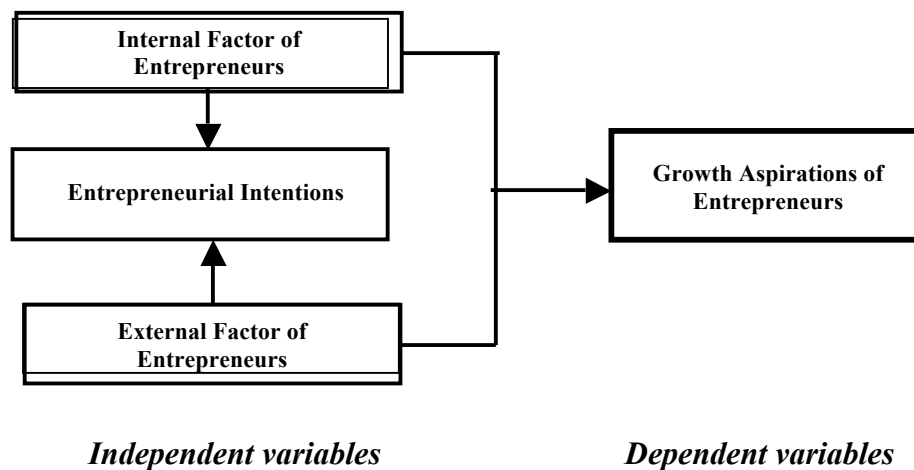 Internal Factor of
Entrepreneurs
Entrepreneurial Intentions
External Factor of
Entrepreneurs
Growth Aspirations of
Entrepreneurs
Independent variables
Dependent variables